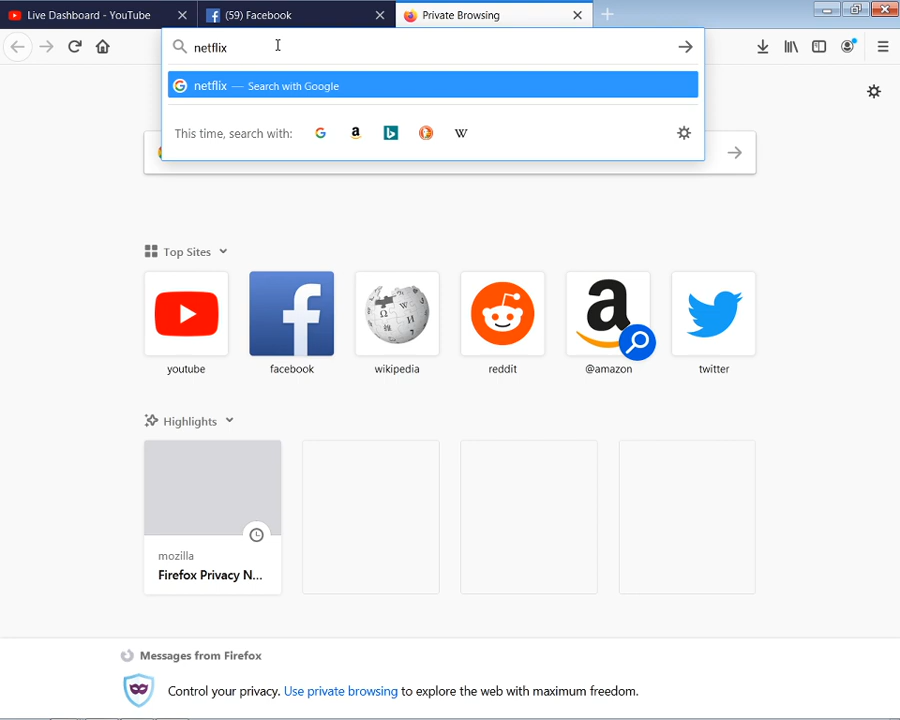 Live Dashboard - YouTube
(59) Facebook
Private Browsing
netflix
netflix — Search with Google
This time, search with:
Top Sites
youtube
facebook
wikipedia
reddit
@amazon
twitter
Highlights
mozilla
Firefox Privacy N...
Messages from Firefox
Control your privacy. Use private browsing to explore the web with maximum freedom.